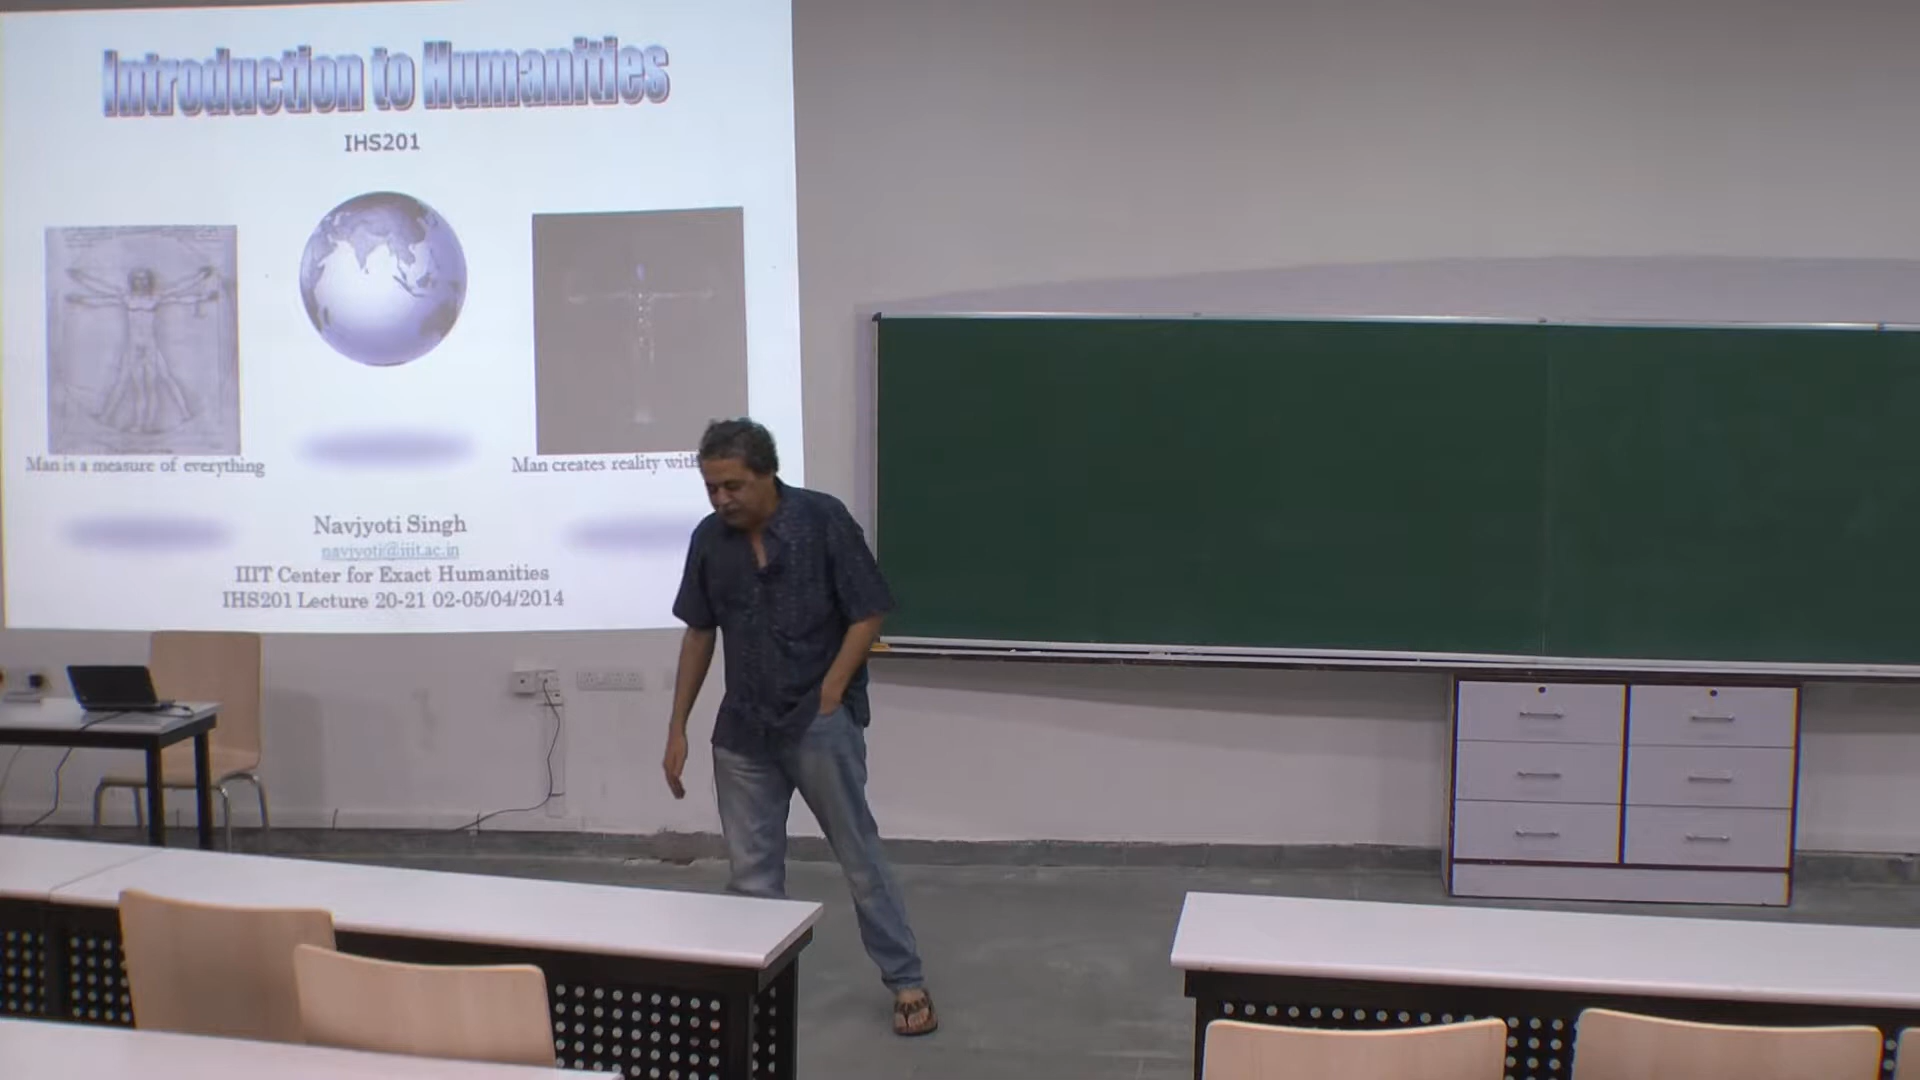 Introduction to Humanities
IHS201
Man is a measure of everything
Man creates reality with
Navjyoti Singh
navjyoti@iiit.ac.in
IIIT Center for Exact Humanities
IHS201 Lecture 20-21 02-05/04/2014